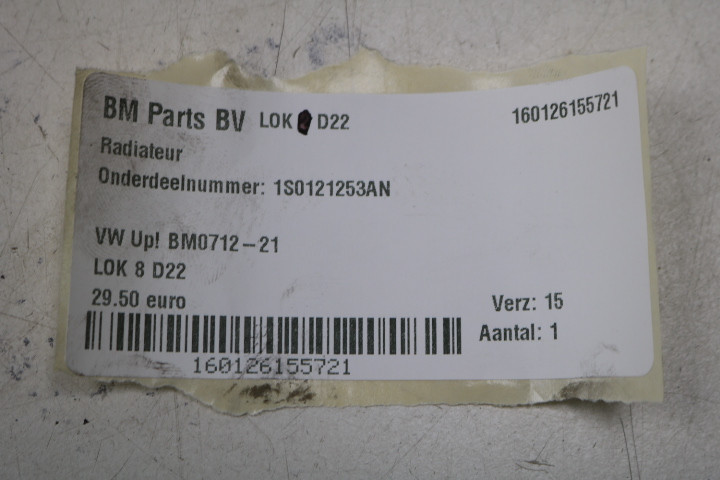 BM Parts BV LOK D22 160126155721
Radiateur
Onderdeelnummer: 1S0121253AN
VW Up! BM0712-21
LOK 8 D22
29.50 euro Verz: 15
Aantal: 1
160126155721